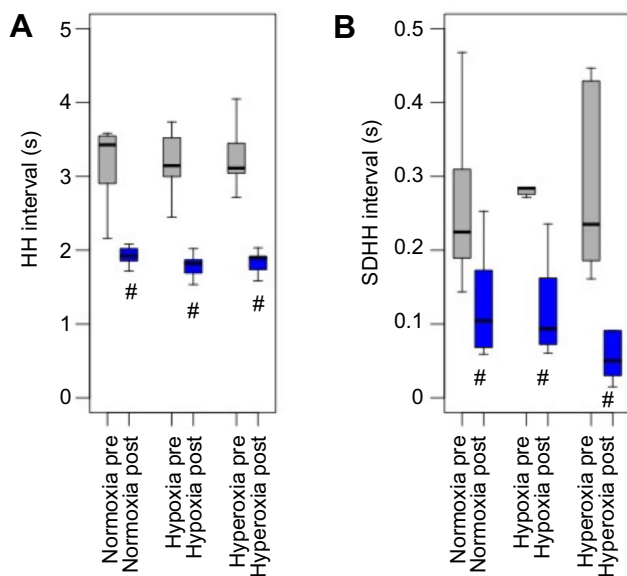 A
HH interval (s)
5
4
3
2
1
0
#
#
#
Normoxia pre
Normoxia post
Hypoxia pre
Hypoxia post
Hyperoxia pre
Hyperoxia post
B
SDHH interval (s)
0.5
0.4
0.3
0.2
0.1
0
#
#
#
Normoxia pre
Normoxia post
Hypoxia pre
Hypoxia post
Hyperoxia pre
Hyperoxia post